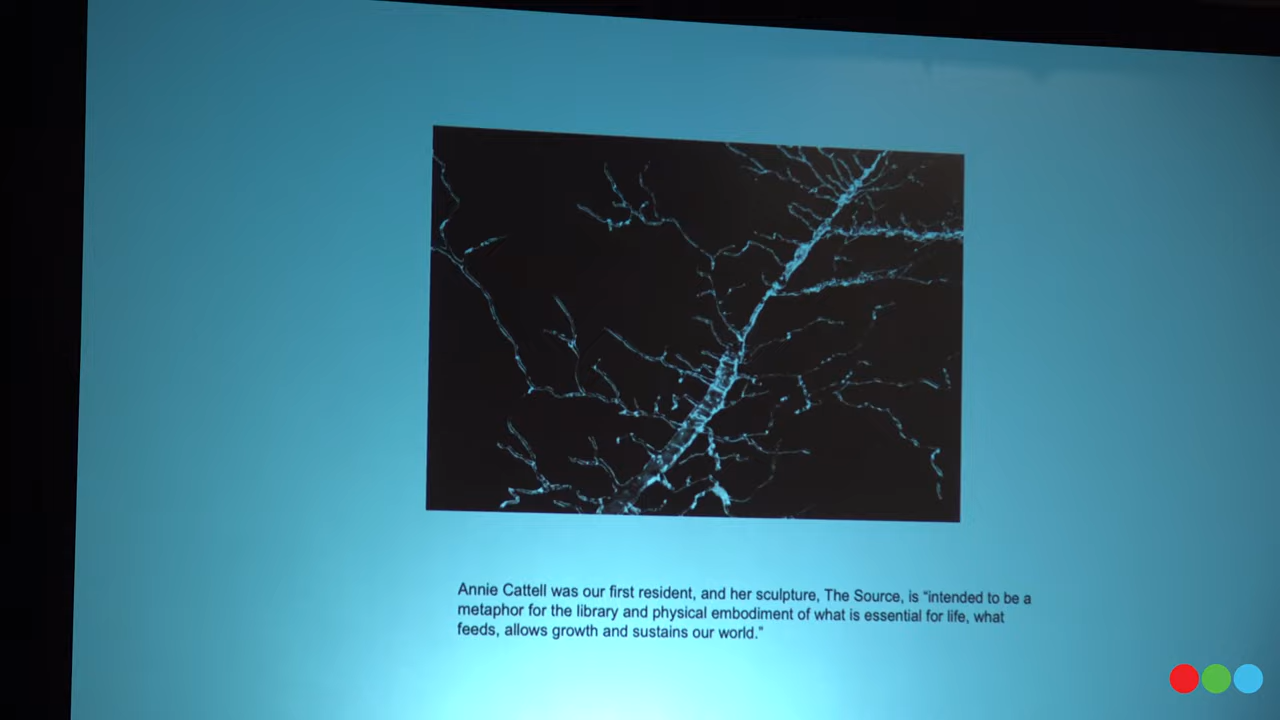 Annie Cattell was our first resident, and her sculpture, The Source, is “intended to be a
metaphor for the library and physical embodiment of what is essential for life, what
feeds, allows growth and sustains our world.”